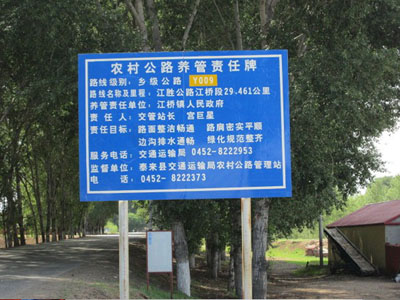 农村公路养管责任牌
路线级别：乡级公路 Y009
路线名称及里程：江胜公路江桥段29.461公里
养管责任单位：江桥镇人民政府
责 任 人：交管站长 宫巨星
责任目标：路面整洁畅通 路肩密实平顺
边沟排水通畅 绿化规范整齐
服务电话：交通运输局 0452-8222953
监督单位：泰来县交通运输局农村公路管理站
电 话：0452- 8222373